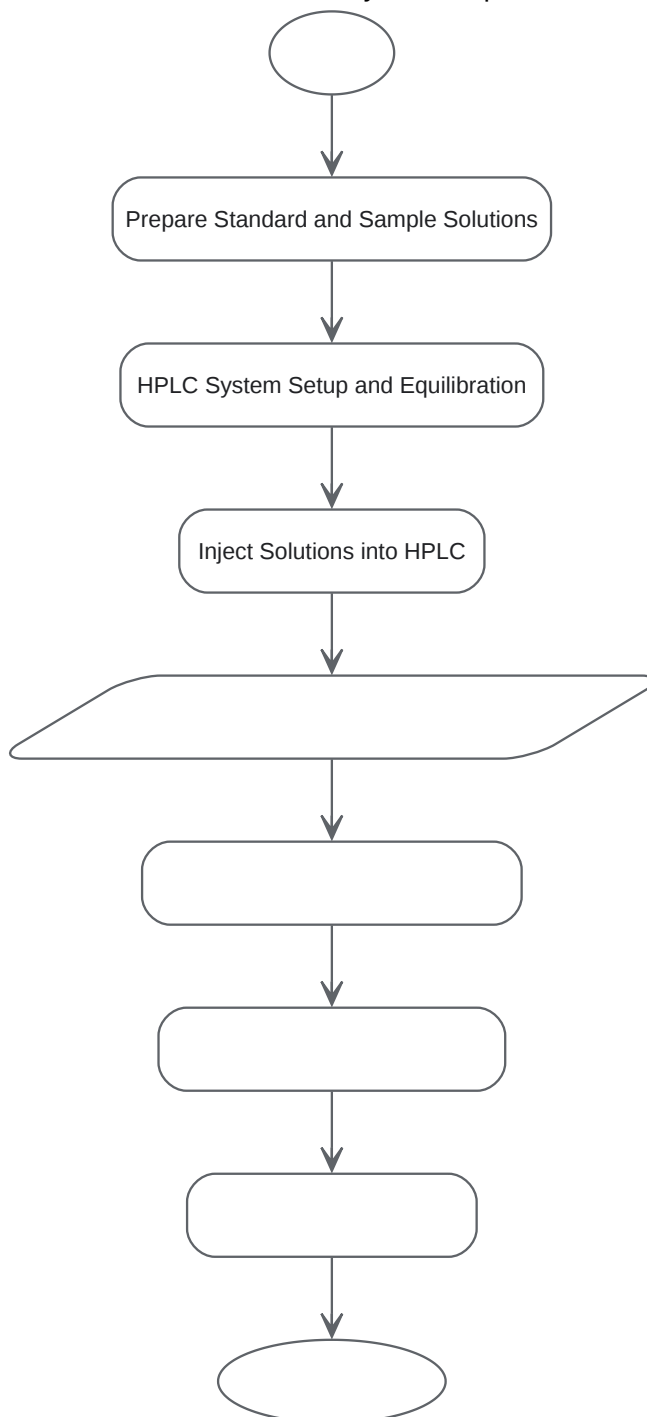 Prepare Standard and Sample Solutions
HPLC System Setup and Equilibration
Inject Solutions into HPLC